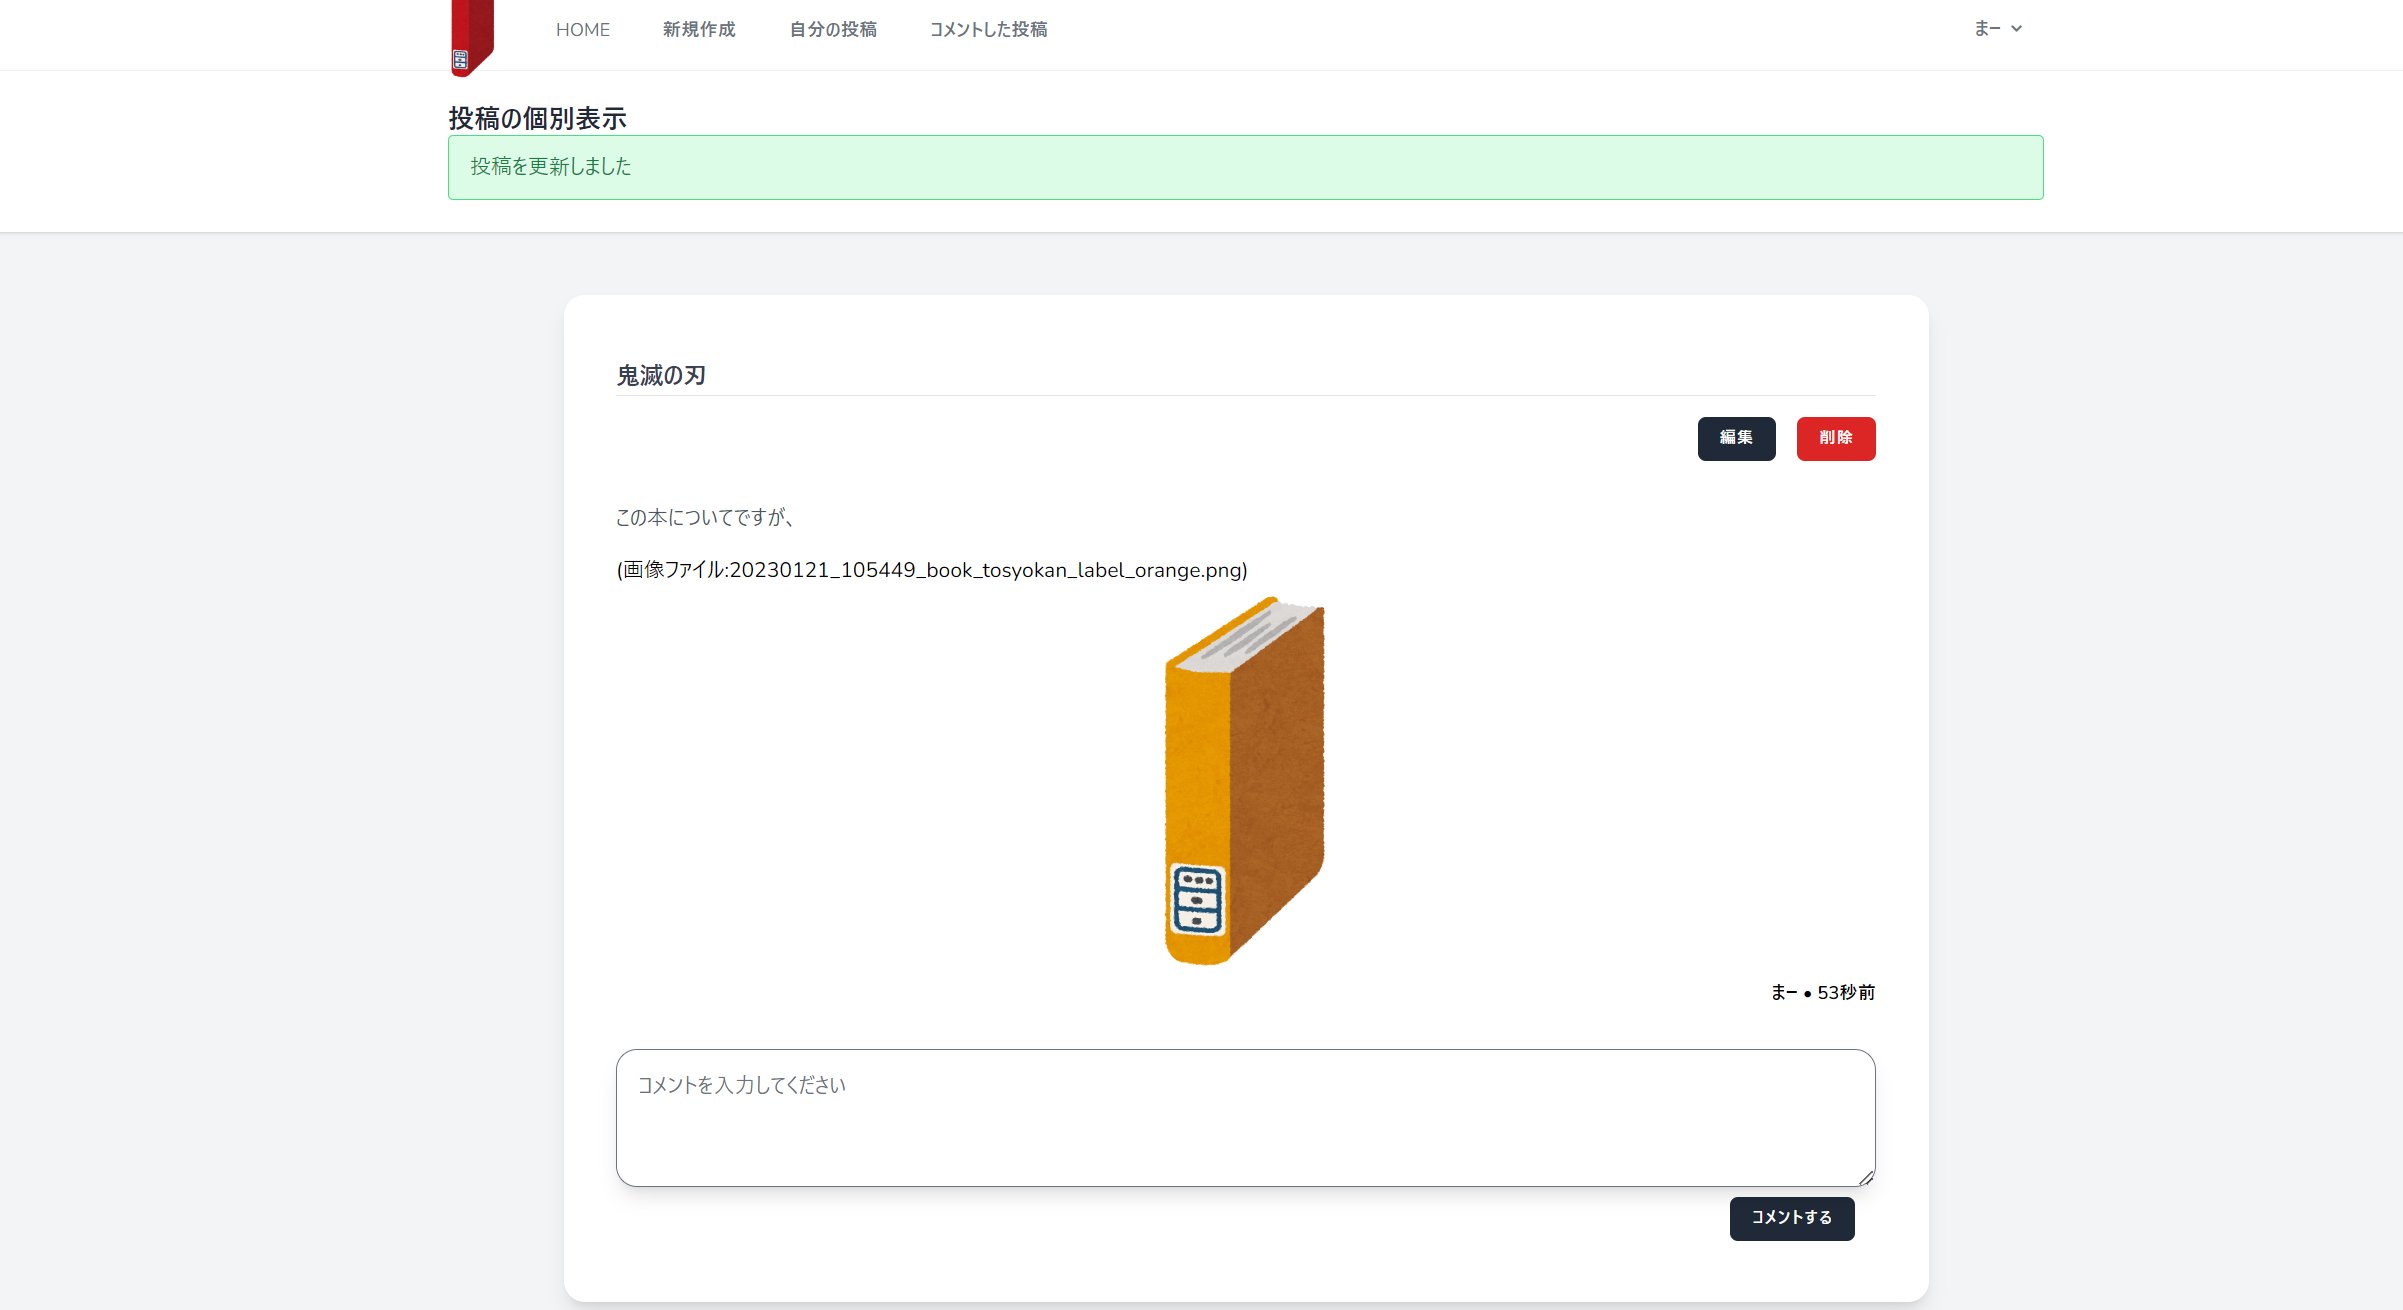 HOME 新規作成 自分の投稿 コメントした投稿 まー
投稿の個別表示
投稿を更新しました
鬼滅の刃
編集 削除
この本についてですが、
(画像ファイル:20230121_105449_book_tosyokan_label_orange.png)
まー • 53秒前
コメントを入力してください
コメントする